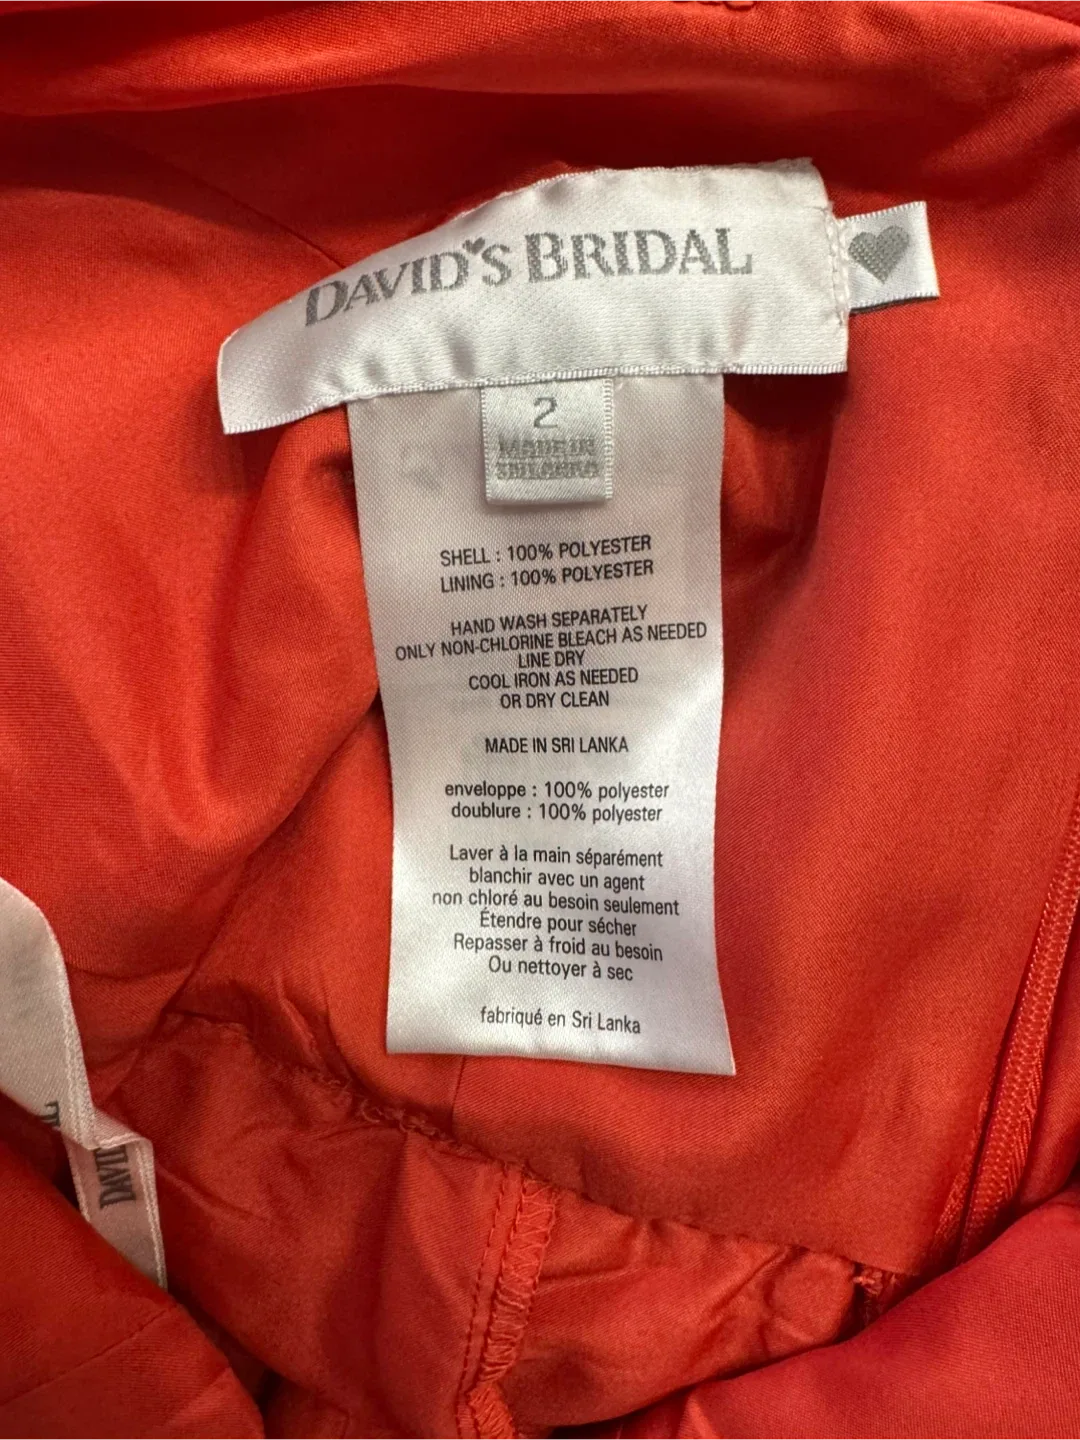 DAVID'S BRIDAL
2
MADE IN
SRI LANKA
SHELL : 100% POLYESTER
LINING : 100% POLYESTER
HAND WASH SEPARATELY
ONLY NON-CHLORINE BLEACH AS NEEDED
LINE DRY
COOL IRON AS NEEDED
OR DRY CLEAN
MADE IN SRI LANKA
enveloppe : 100% polyester
doublure : 100% polyester
Laver à la main séparément
blanchir avec un agent
non chloré au besoin seulement
Étendre pour sécher
Repasser à froid au besoin
Ou nettoyer à sec
fabriqué en Sri Lanka